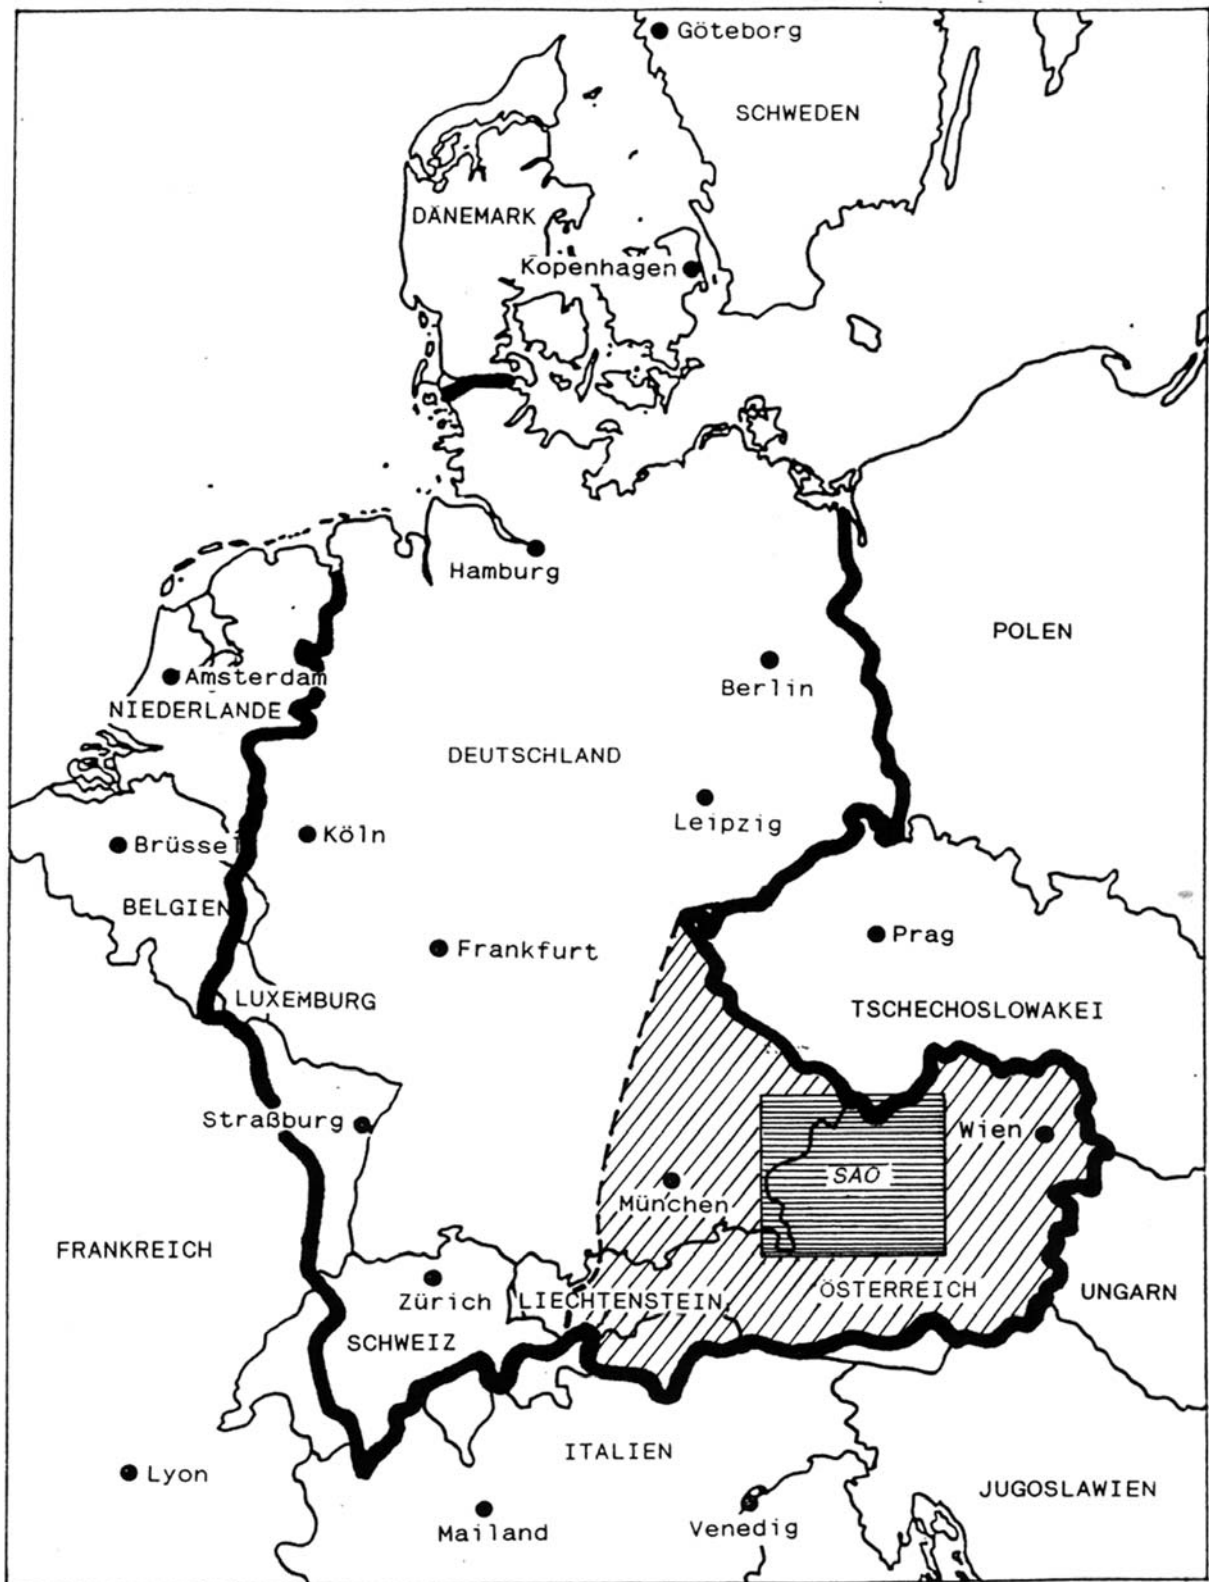 Göteborg
SCHWEDEN
DÄNEMARK
Kopenhagen
Hamburg
POLEN
Amsterdam
Berlin
NIEDERLANDE
DEUTSCHLAND
Leipzig
Köln
Brüssel
BELGIEN
Prag
Frankfurt
LUXEMBURG
TSCHECHOSLOWAKEI
Straßburg
Wien
SAO
München
FRANKREICH
ÖSTERREICH
UNGARN
Zürich
LIECHTENSTEIN
SCHWEIZ
ITALIEN
Lyon
JUGOSLAWIEN
Mailand
Venedig